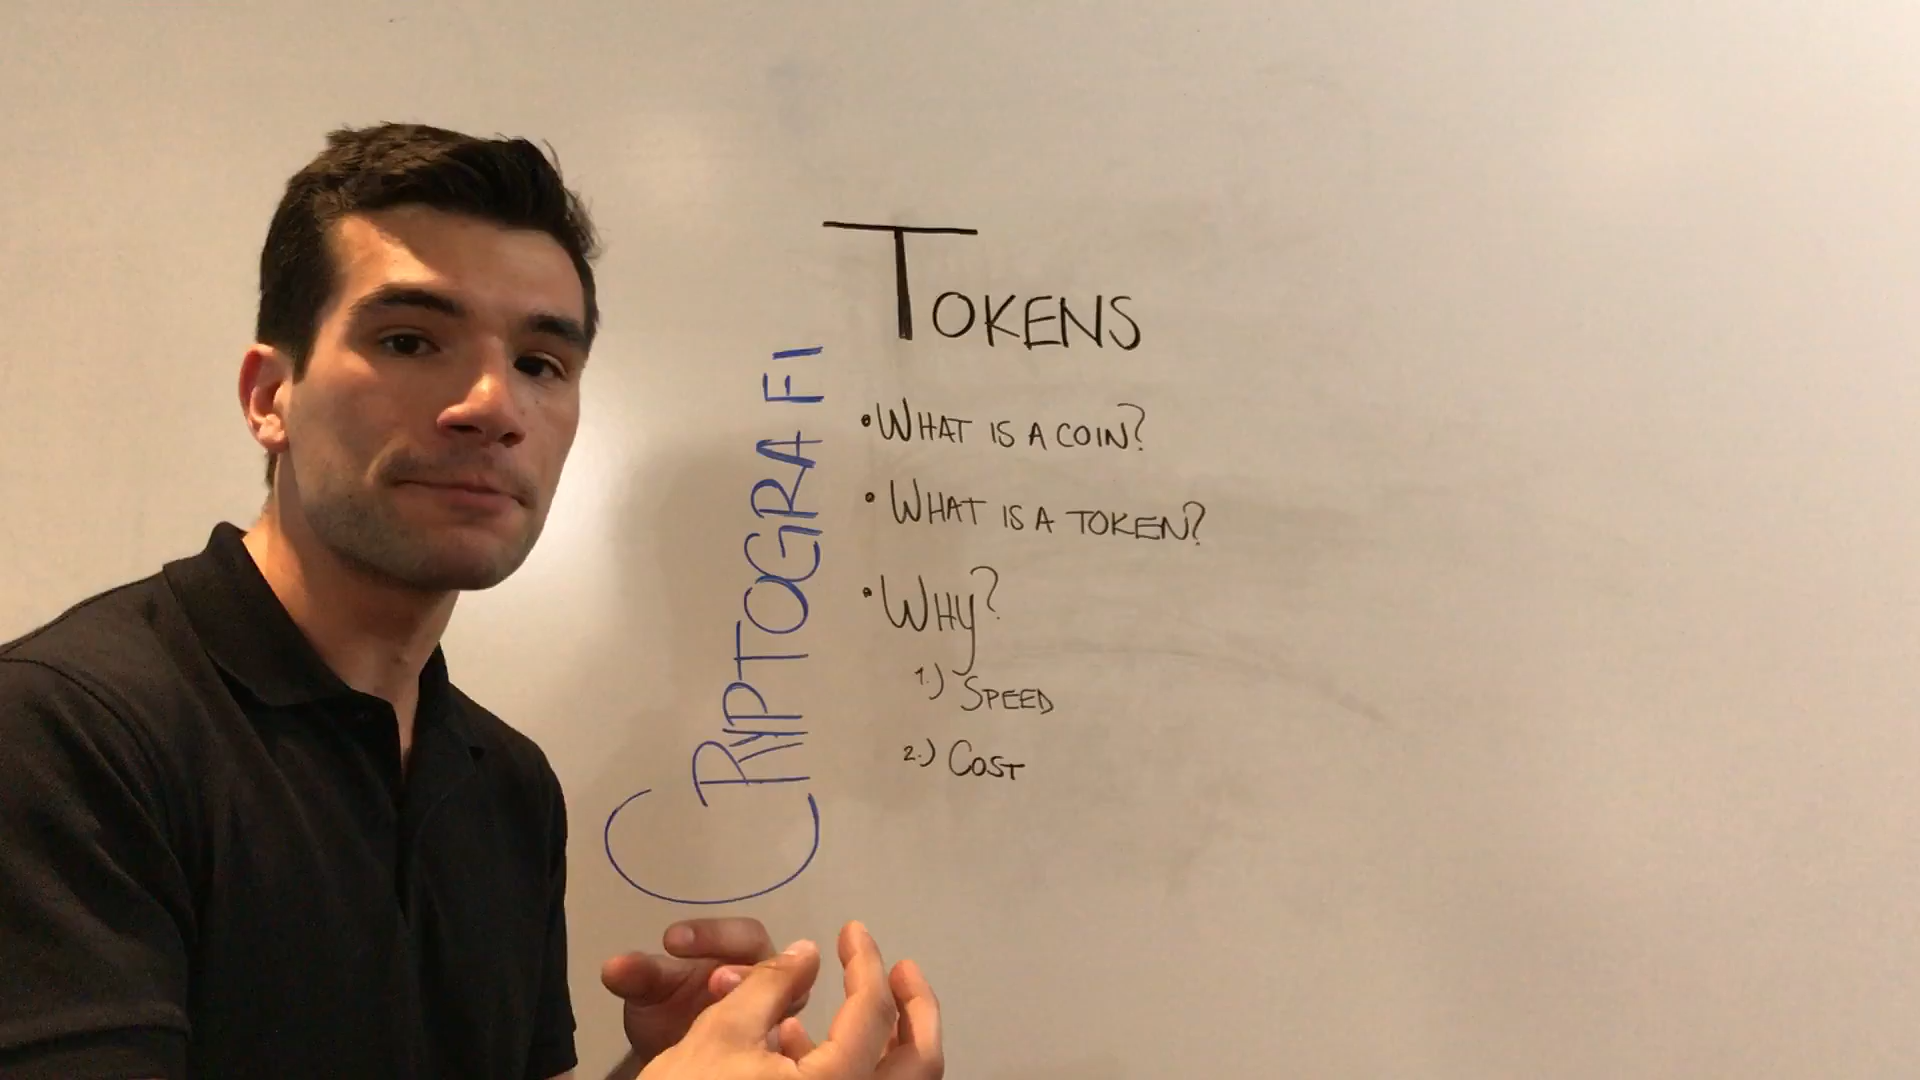 CRYPTOGRAFI
TOKENS
• WHAT IS A COIN?
• WHAT IS A TOKEN?
• WHY?
1.) SPEED
2.) COST